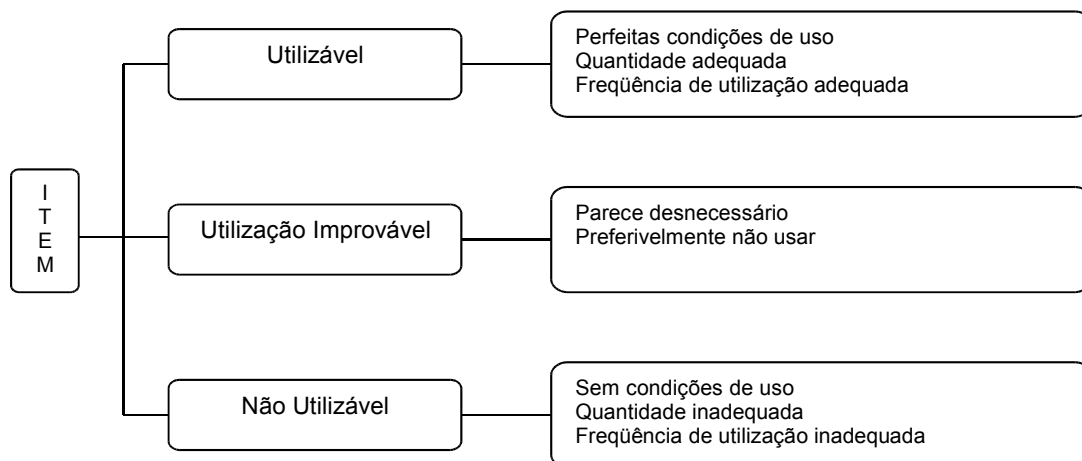 Utilizável
Perfeitas condições de uso
Quantidade adequada
Freqüência de utilização adequada
I
T
E
M
Utilização Improvável
Parece desnecessário
Preferivelmente não usar
Não Utilizável
Sem condições de uso
Quantidade inadequada
Freqüência de utilização inadequada